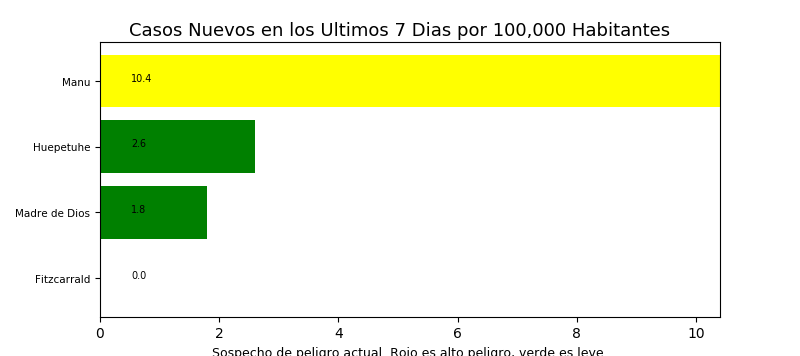 Casos Nuevos en los Ultimos 7 Dias por 100,000 Habitantes
Manu
10.4
Huepetuhe
2.6
Madre de Dios
1.8
Fitzcarrald
0.0
0 2 4 6 8 10
Sospecho de peligro actual. Rojo es alto peligro, verde es leve